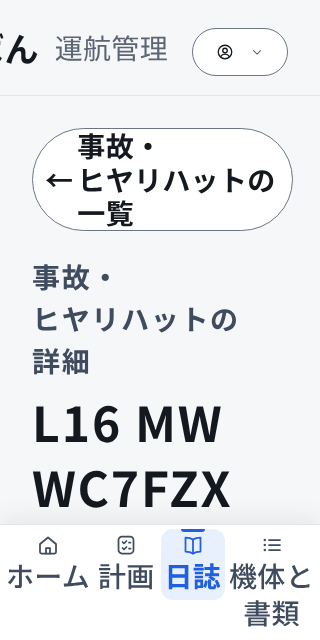 ん 運航管理
事故・
← ヒヤリハットの
一覧
事故・
ヒヤリハットの
詳細
L16 MW
WC7FZX
ホーム 計画 日誌 機体と
書類